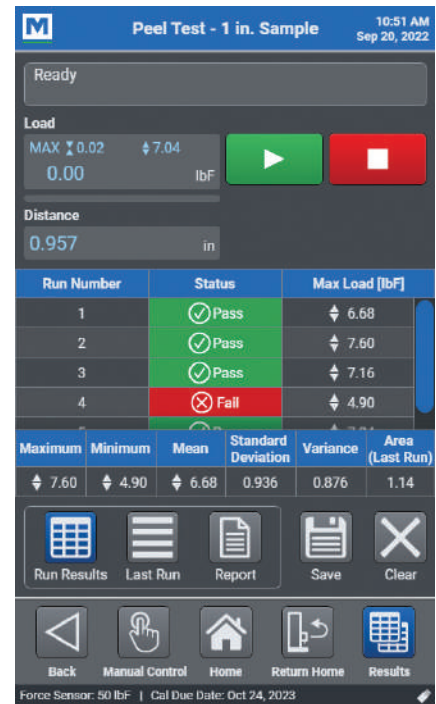 M
Peel Test - 1 in. Sample
10:51 AM
Sep 20, 2022
Ready
Load
MAX 0.02 7.04
0.00 lbF
Distance
0.957 in
Run Number Status Max Load [lbF]
1 Pass 6.68
2 Pass 7.60
3 Pass 7.16
4 Fail 4.90
Maximum Minimum Mean Standard Deviation Variance Area (Last Run)
7.60 4.90 6.68 0.936 0.876 1.14
Run Results Last Run Report Save Clear
Back Manual Control Home Return Home Results
Force Sensor: 50 lbF | Cal Due Date: Oct 24, 2023